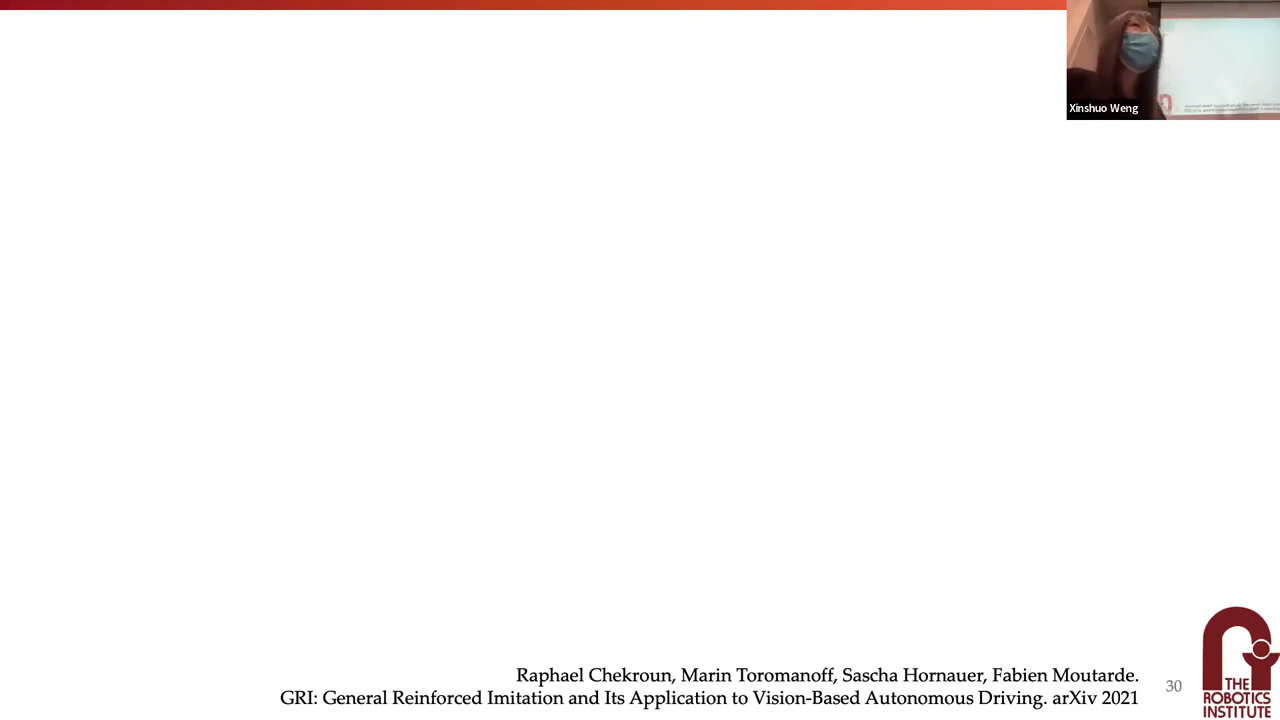 Xinshuo Weng
Raphael Chekroun, Marin Toromanoff, Sascha Hornauer, Fabien Moutarde.
GRI: General Reinforced Imitation and Its Application to Vision-Based Autonomous Driving. arXiv 2021
30
THE
ROBOTICS
INSTITUTE